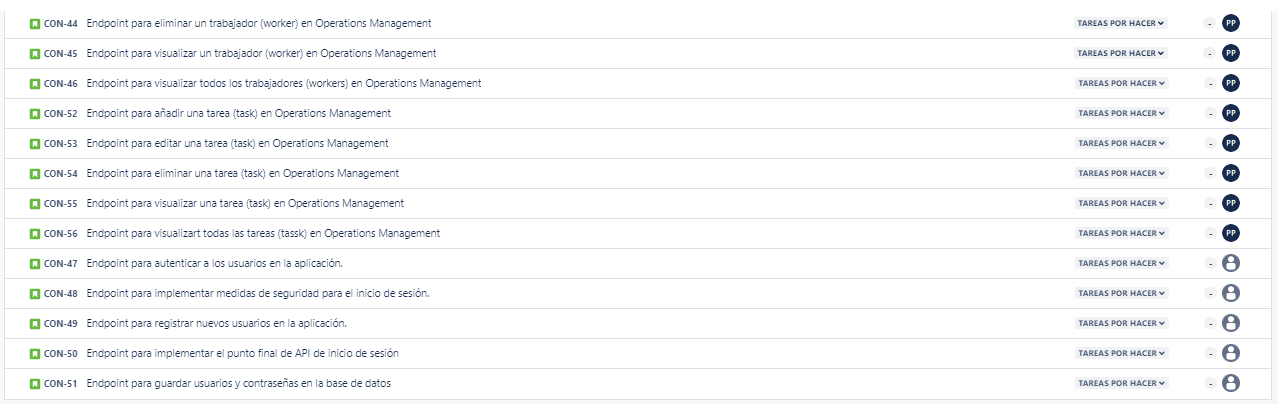 CON-44 Endpoint para eliminar un trabajador (worker) en Operations Management TAREAS POR HACER - PP
CON-45 Endpoint para visualizar un trabajador (worker) en Operations Management TAREAS POR HACER - PP
CON-46 Endpoint para visualizar todos los trabajadores (workers) en Operations Management TAREAS POR HACER - PP
CON-52 Endpoint para añadir una tarea (task) en Operations Management TAREAS POR HACER - PP
CON-53 Endpoint para editar una tarea (task) en Operations Management TAREAS POR HACER - PP
CON-54 Endpoint para eliminar una tarea (task) en Operations Management TAREAS POR HACER - PP
CON-55 Endpoint para visualizar una tarea (task) en Operations Management TAREAS POR HACER - PP
CON-56 Endpoint para visualizart todas las tareas (tassk) en Operations Management TAREAS POR HACER - PP
CON-47 Endpoint para autenticar a los usuarios en la aplicación. TAREAS POR HACER -
CON-48 Endpoint para implementar medidas de seguridad para el inicio de sesión. TAREAS POR HACER -
CON-49 Endpoint para registrar nuevos usuarios en la aplicación. TAREAS POR HACER -
CON-50 Endpoint para implementar el punto final de API de inicio de sesión TAREAS POR HACER -
CON-51 Endpoint para guardar usuarios y contraseñas en la base de datos TAREAS POR HACER -